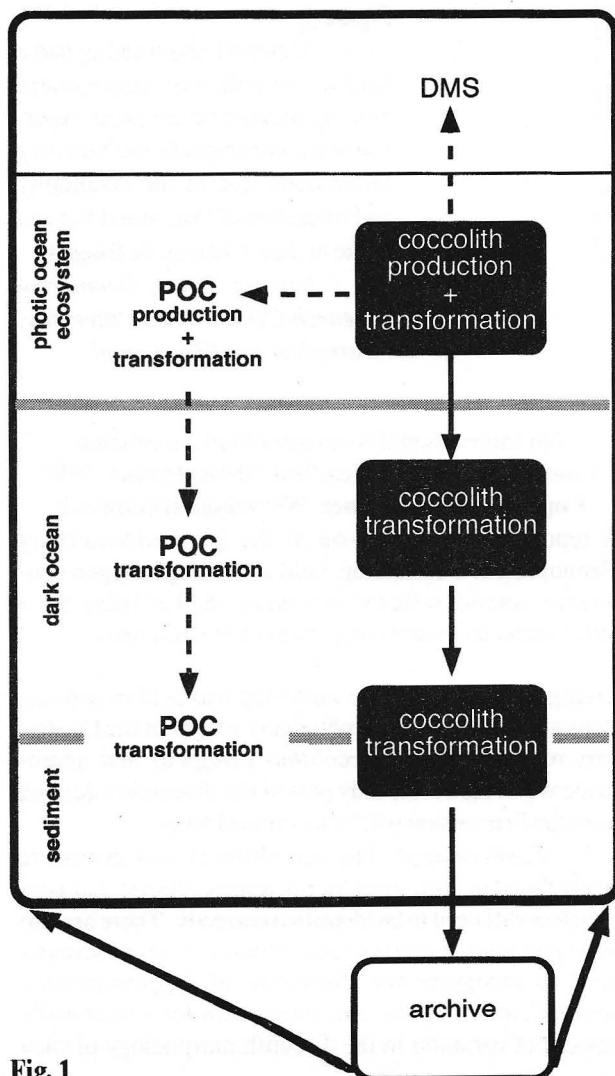 DMS
photic ocean
ecosystem
coccolith
production
+
transformation
POC
production
+
transformation
dark ocean
coccolith
transformation
POC
transformation
POC
transformation
coccolith
transformation
sediment
archive
Fig. 1